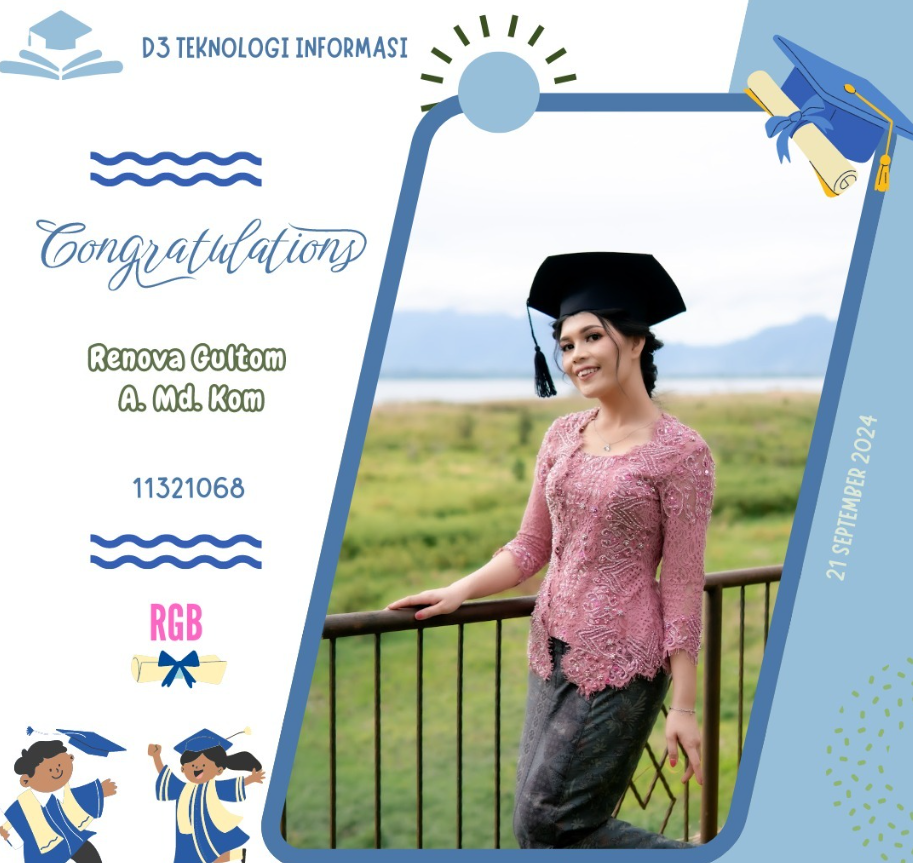 D3 TEKNOLOGI INFORMASI
Congratulations
Renova Gultom
A. Md. Kom
11321068
RGB
21 SEPTEMBER 2024